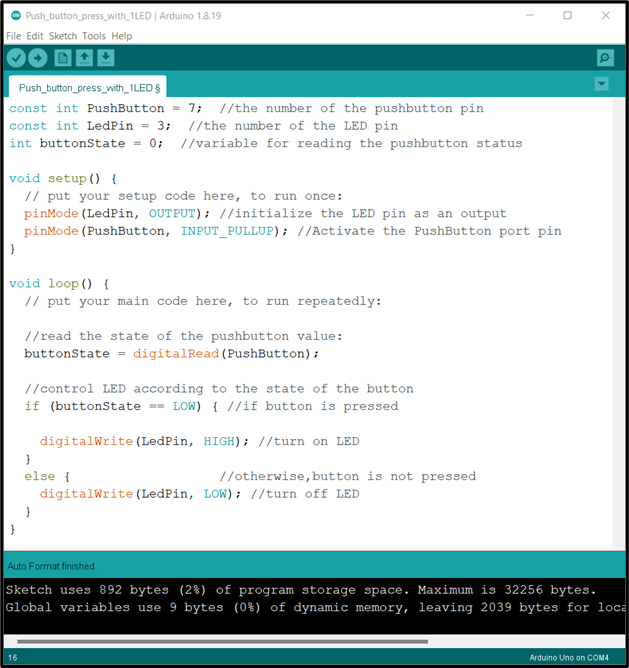 Push_button_press_with_1LED | Arduino 1.8.19
File Edit Sketch Tools Help
Push_button_press_with_1LED §
const int PushButton = 7;  //the number of the pushbutton pin
const int LedPin = 3;  //the number of the LED pin
int buttonState = 0;  //variable for reading the pushbutton status
void setup() {
  // put your setup code here, to run once:
  pinMode(LedPin, OUTPUT); //initialize the LED pin as an output
  pinMode(PushButton, INPUT_PULLUP); //Activate the PushButton port pin
}
void loop() {
  // put your main code here, to run repeatedly:
  //read the state of the pushbutton value:
  buttonState = digitalRead(PushButton);
  //control LED according to the state of the button
  if (buttonState == LOW) { //if button is pressed
    digitalWrite(LedPin, HIGH); //turn on LED
  }
  else {                   //otherwise,button is not pressed
    digitalWrite(LedPin, LOW); //turn off LED
  }
}
Auto Format finished.
Sketch uses 892 bytes (2%) of program storage space. Maximum is 32256 bytes.
Global variables use 9 bytes (0%) of dynamic memory, leaving 2039 bytes for loca
16 Arduino Uno on COM4